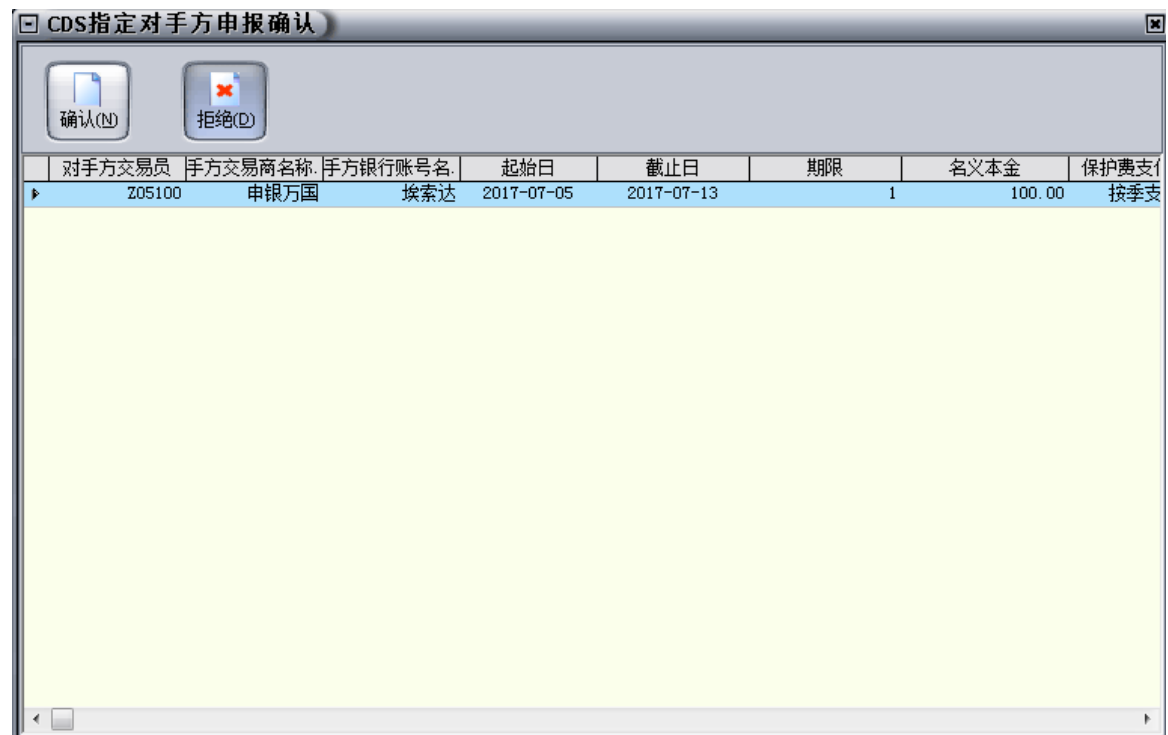 CDS指定对手方申报确认
确认(N) 拒绝(D)
对手方交易员 手方交易商名称. 手方银行账号名. 起始日 截止日 期限 名义本金 保护费支
Z05100 申银万国 埃索达 2017-07-05 2017-07-13 1 100.00 按季支